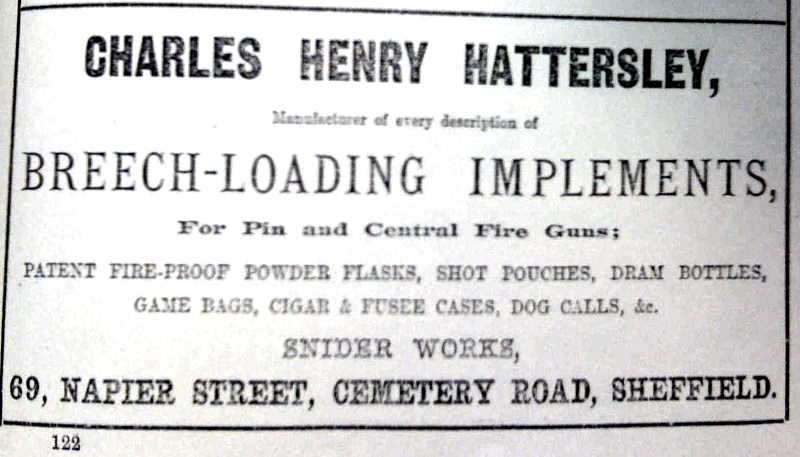 CHARLES HENRY HATTERSLEY,
Manufacturer of every description of
BREECH-LOADING IMPLEMENTS,
For Pin and Central Fire Guns;
PATENT FIRE-PROOF POWDER FLASKS, SHOT POUCHES, DRAM BOTTLES,
GAME BAGS, CIGAR & FUSEE CASES, DOG CALLS, &c.
SNIDER WORKS,
69, NAPIER STREET, CEMETERY ROAD, SHEFFIELD.
122